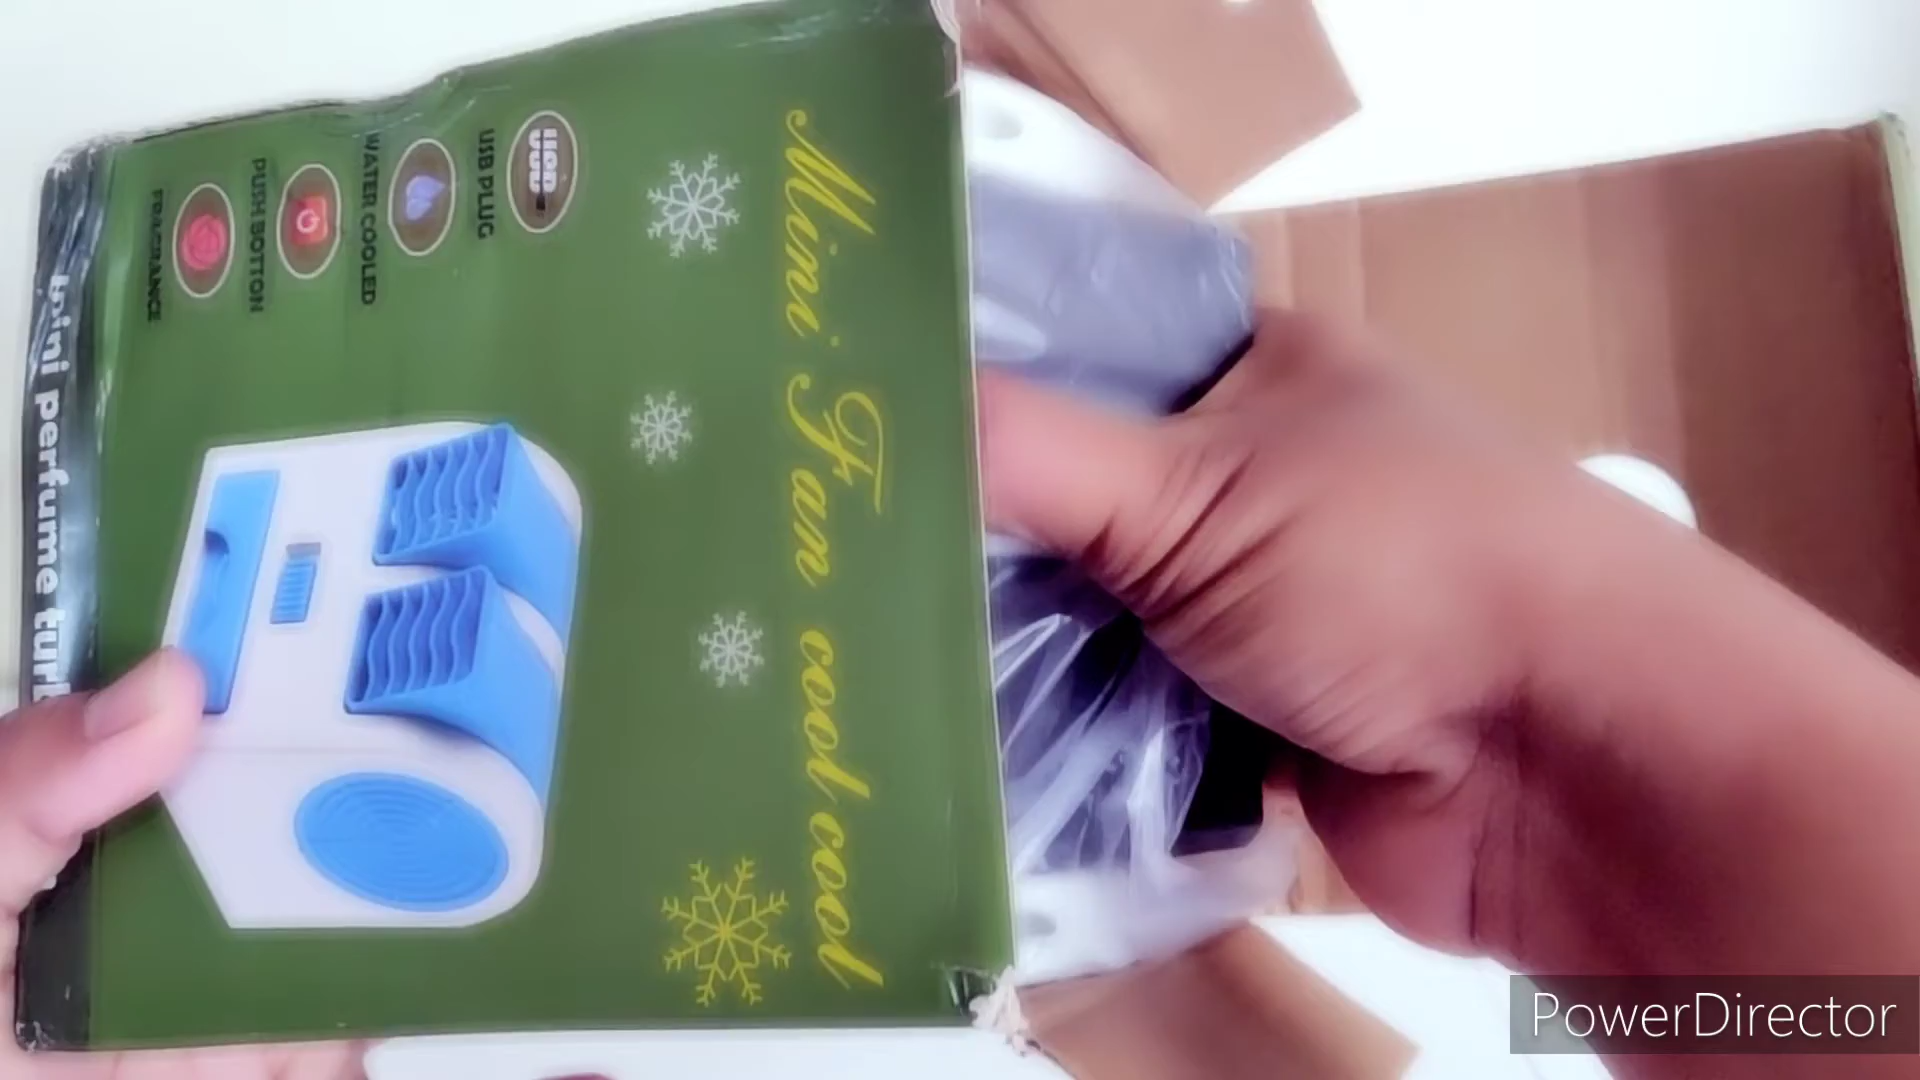 Mini Fan cool cool
USB
USB PLUG
WATER COOLED
PUSH BOTTON
FRAGRANCE
mini perfume turb
PowerDirector